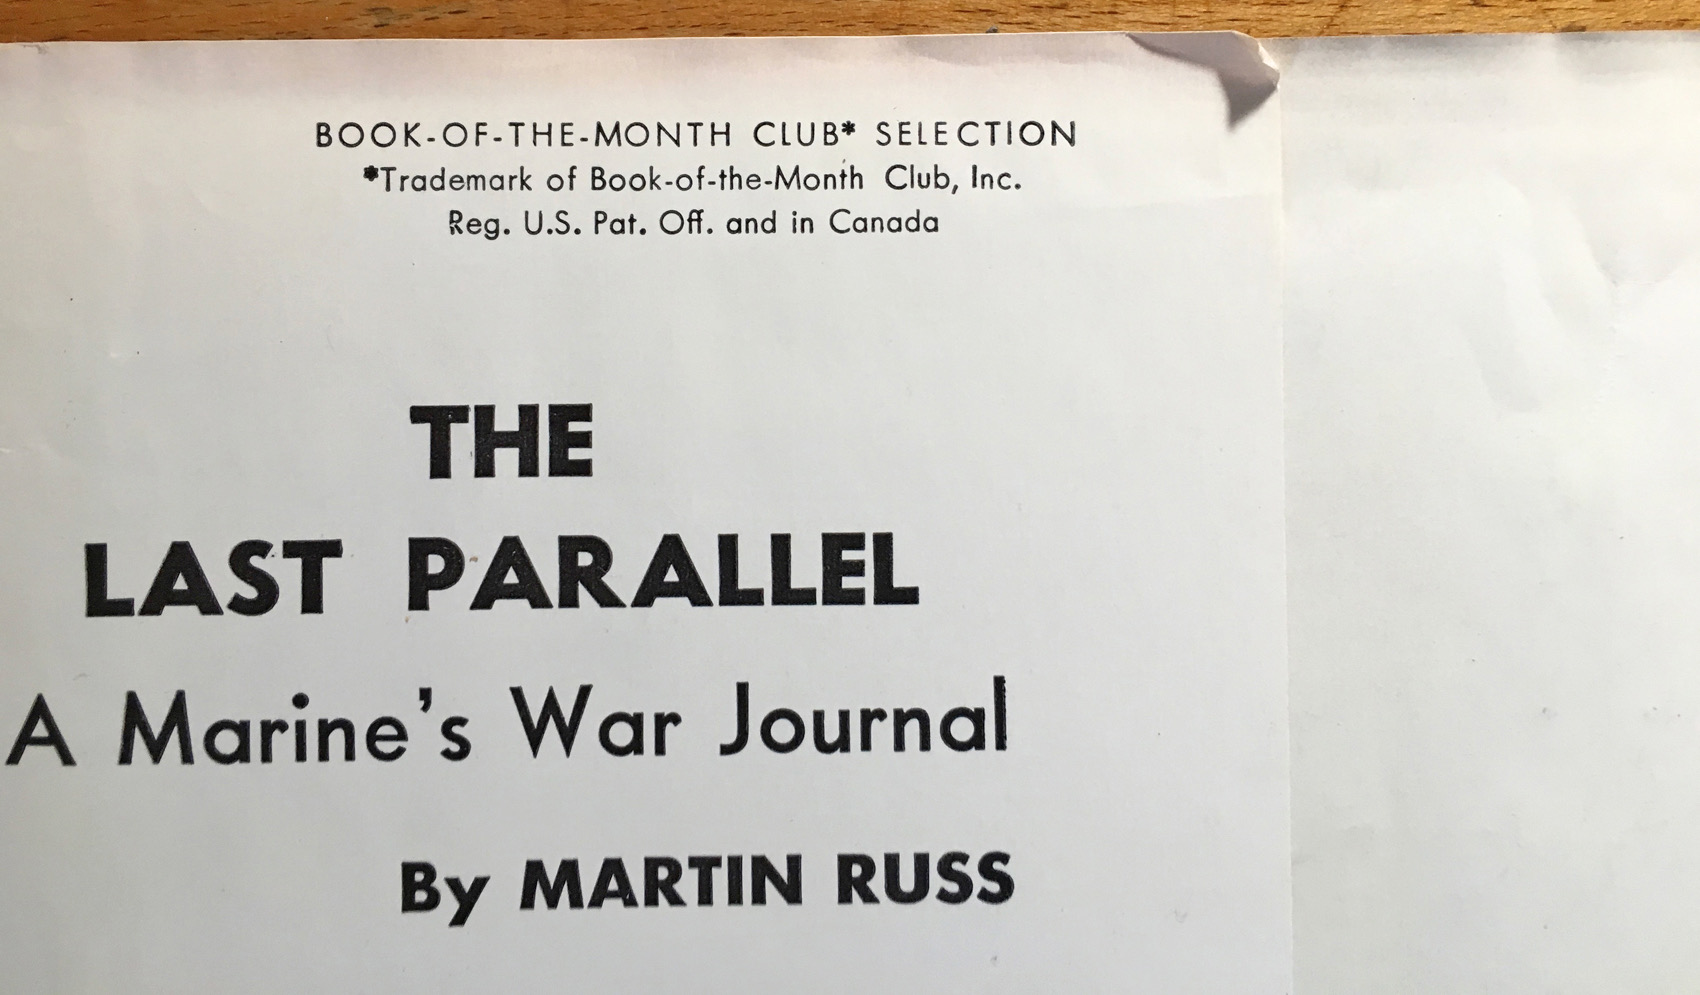 BOOK-OF-THE-MONTH CLUB* SELECTION
*Trademark of Book-of-the-Month Club, Inc.
Reg. U.S. Pat. Off. and in Canada
THE
LAST PARALLEL
A Marine's War Journal
By MARTIN RUSS